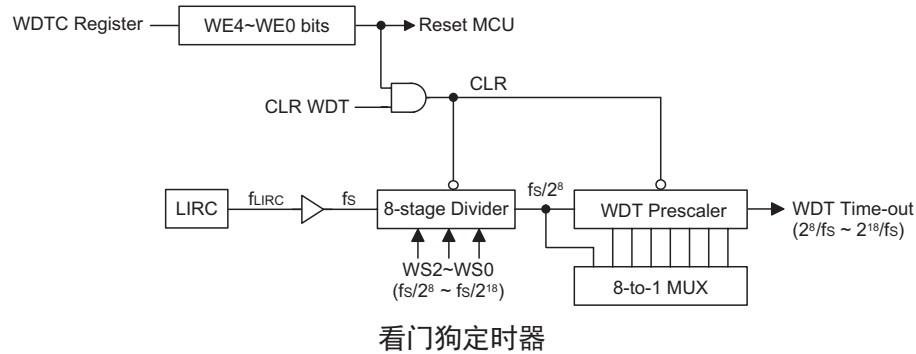 WDTC Register
WE4~WE0 bits
Reset MCU
CLR
CLR WDT
LIRC
fLIRC
fS
8-stage Divider
fS/2⁸
WDT Prescaler
WDT Time-out
(2⁸/fS ~ 2¹⁸/fS)
WS2~WS0
(fS/2⁸ ~ fS/2¹⁸)
8-to-1 MUX
看门狗定时器